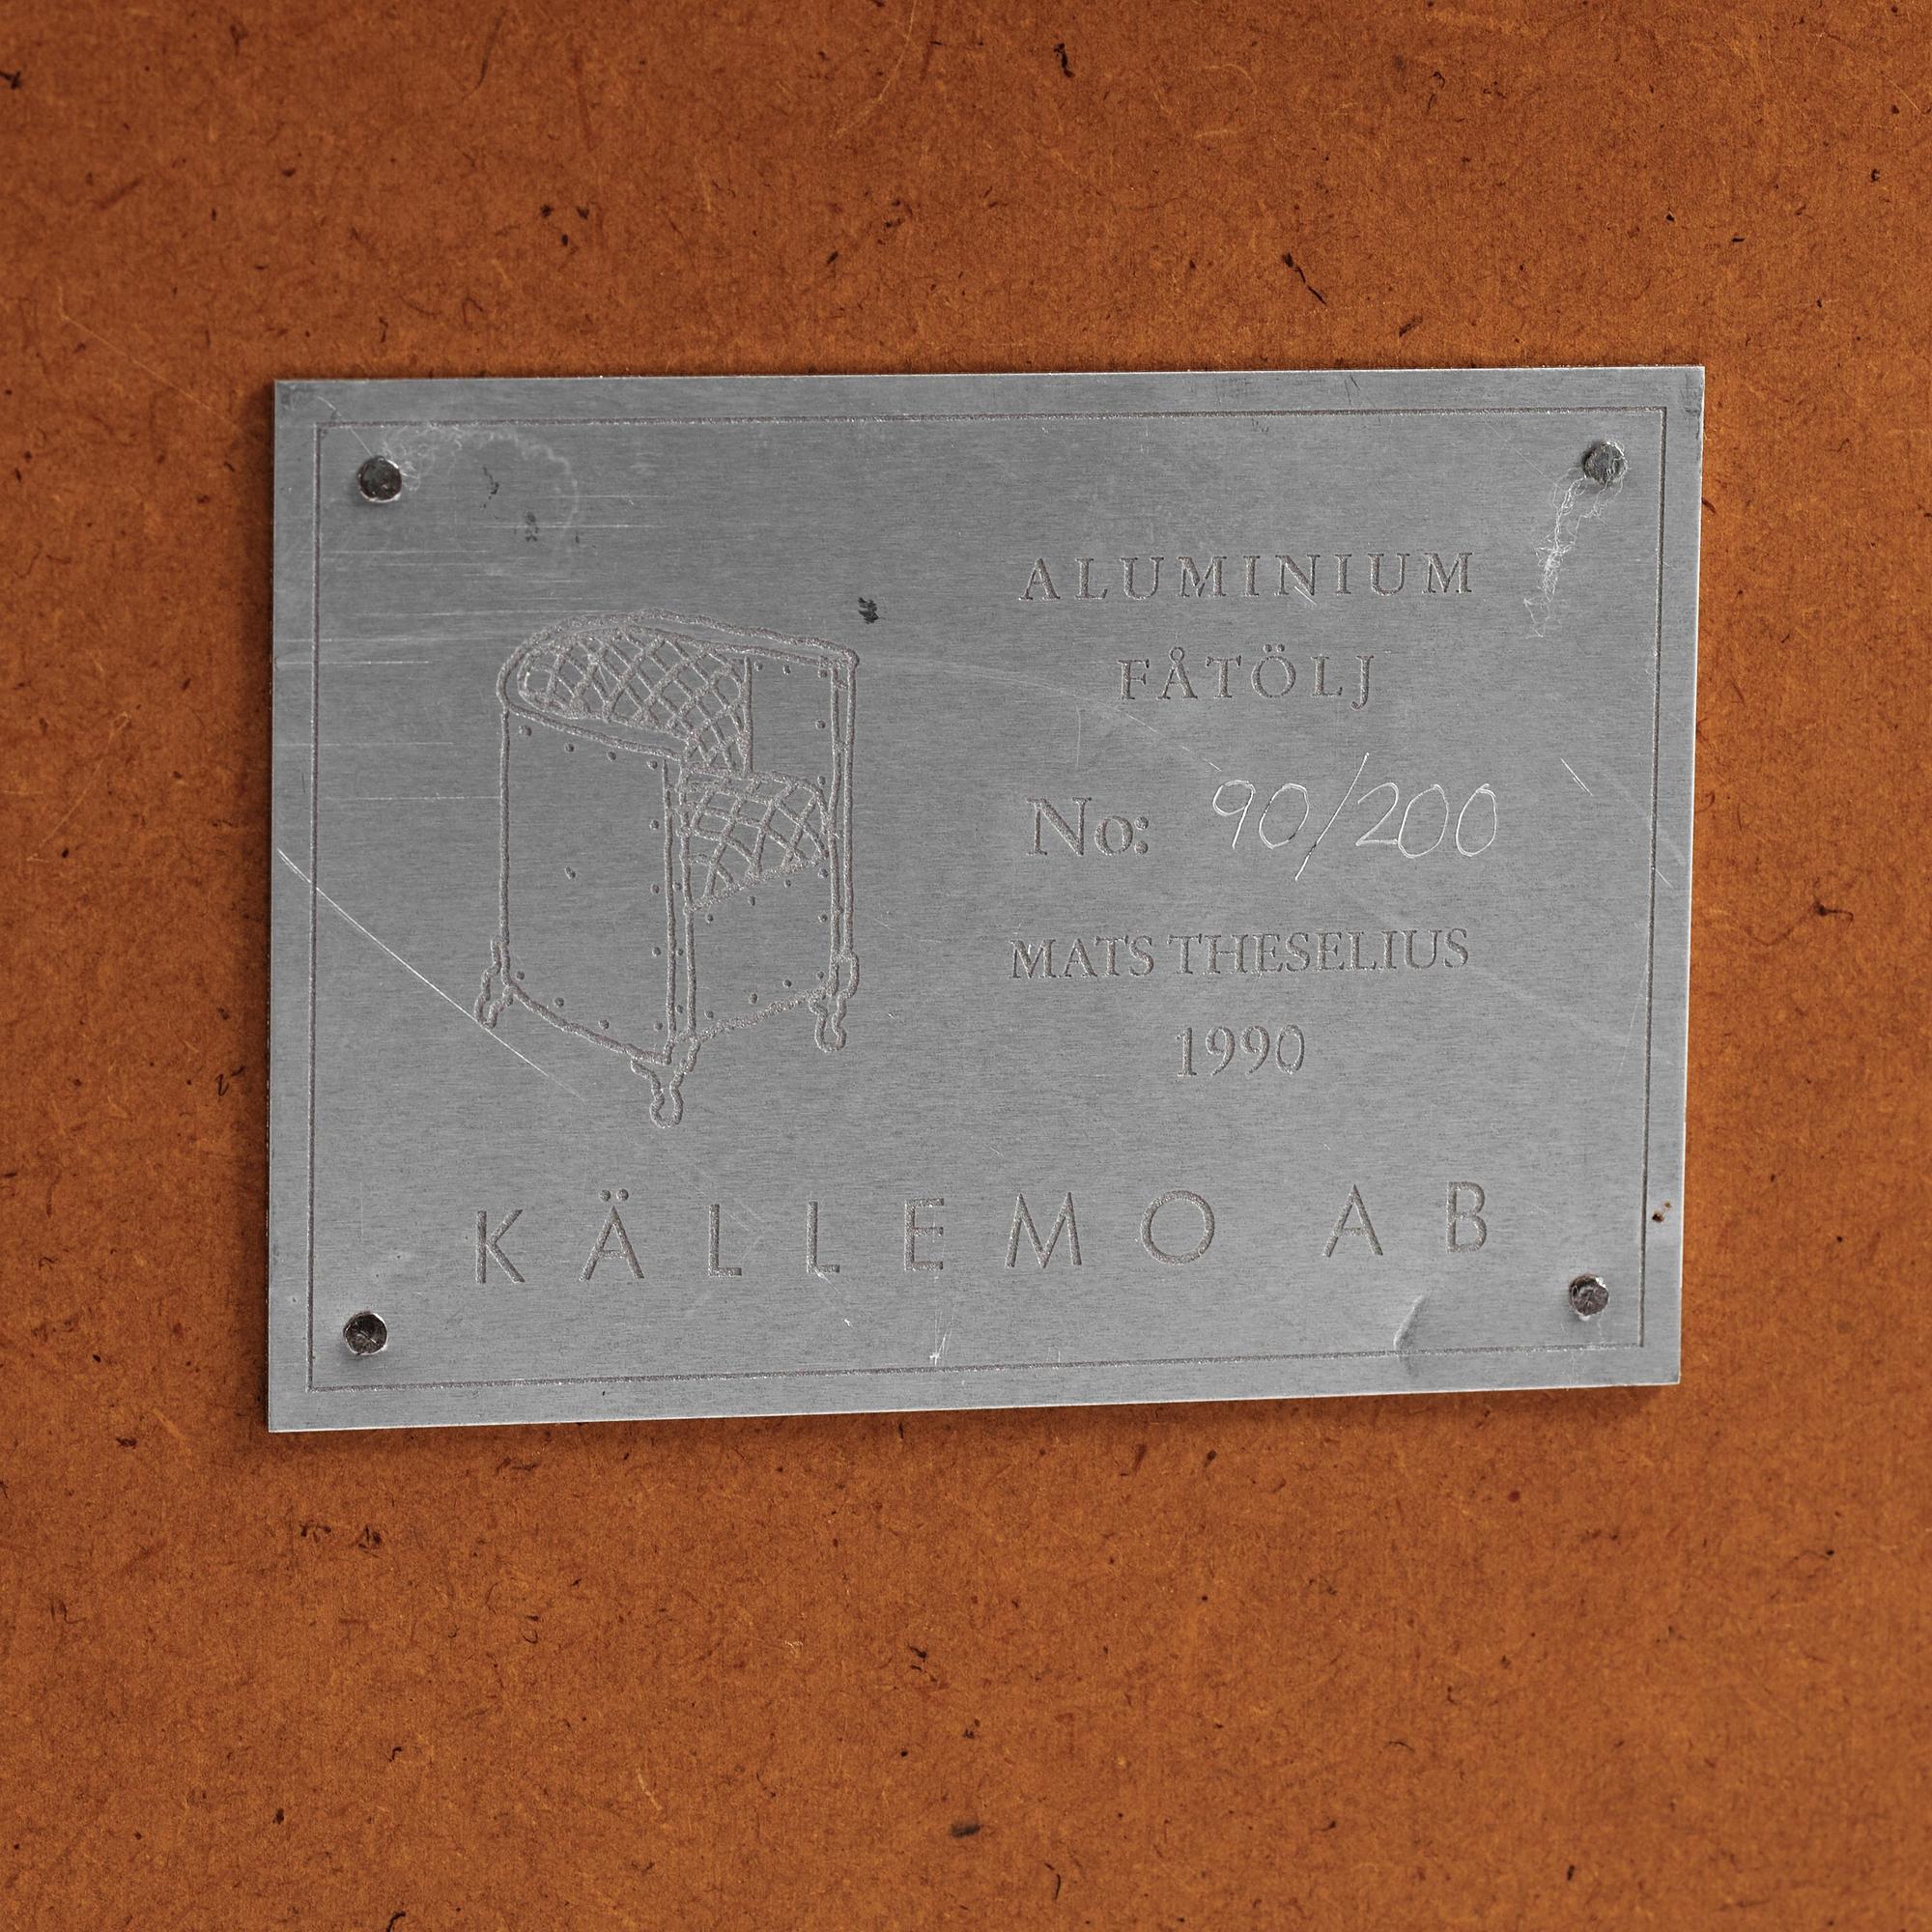 ALUMINIUM
FÅTÖLJ
No: 90/200
MATS THESELIUS
1990
KÄLLEMO AB